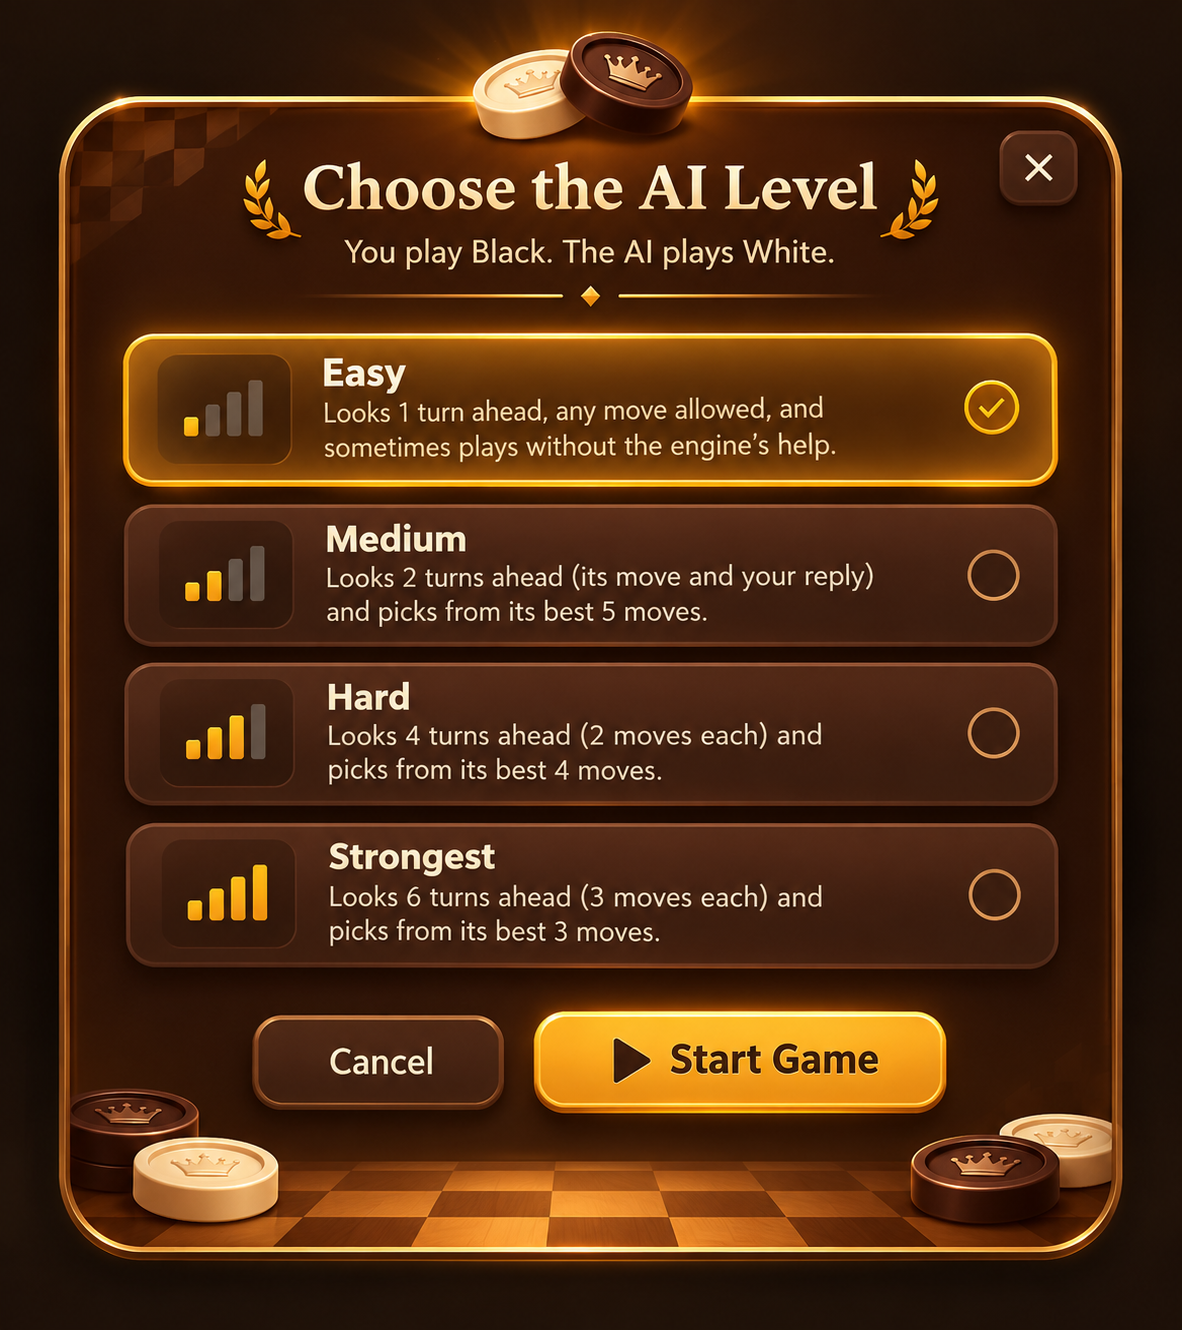 Choose the AI Level
You play Black. The AI plays White.
Easy
Looks 1 turn ahead, any move allowed, and
sometimes plays without the engine’s help.
Medium
Looks 2 turns ahead (its move and your reply)
and picks from its best 5 moves.
Hard
Looks 4 turns ahead (2 moves each) and
picks from its best 4 moves.
Strongest
Looks 6 turns ahead (3 moves each) and
picks from its best 3 moves.
Cancel
Start Game